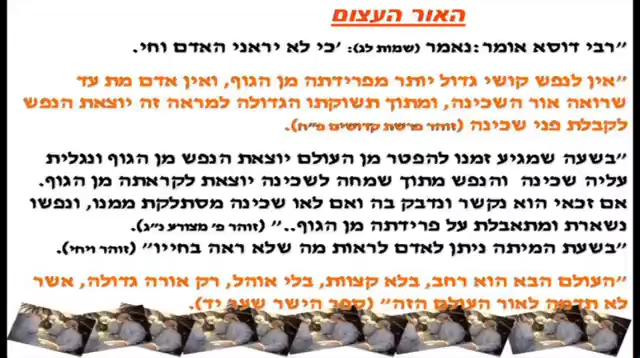 האור העצום
"רבי דוסא אומר: נאמר (שמות לג): 'כי לא יראני האדם וחי.
"אין לנפש קושי גדול יותר מפרידתה מן הגוף, ואין אדם מת עד
שרואה אור השכינה, ומתוך תשוקתו הגדולה למראה זה יוצאת הנפש
לקבלת פני שכינה (זוהר פרשת קדושים פ"ח).
"בשעה שמגיע זמנו להפטר מן העולם יוצאת הנפש מן הגוף ונגלית
עליה שכינה והנפש מתוך שמחה לשכינה יוצאת לקראתה מן הגוף.
אם זכאי הוא נקשר ונדבק בה ואם לאו שכינה מסתלקת ממנו, ונפשו
נשארת ומתאבלת על פרידתה מן הגוף.." (זוהר פ' מצורע נ"ג).
"בשעת המיתה ניתן לאדם לראות מה שלא ראה בחייו" (זוהר ויחי).
"העולם הבא הוא רחב, בלא קצוות, בלי אוהל, רק אורה גדולה, אשר
לא תדמה לאור העולם הזה" (ספר הישר שער יד).